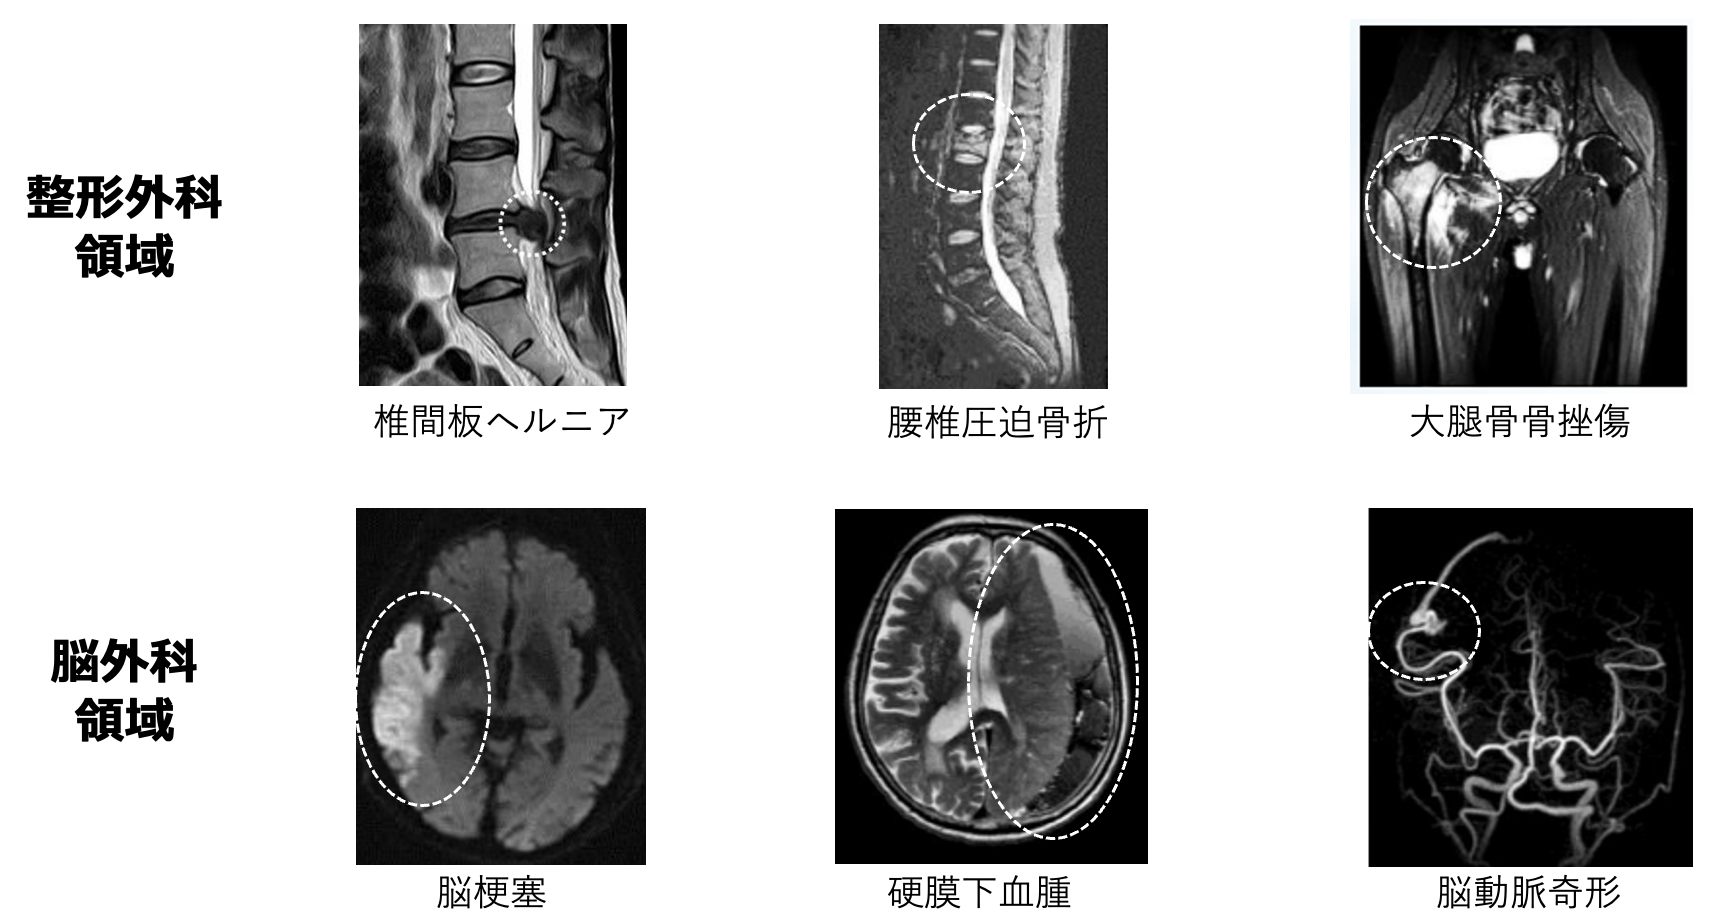 整形外科
領域
椎間板ヘルニア
腰椎圧迫骨折
大腿骨骨挫傷
脳外科
領域
脳梗塞
硬膜下血腫
脳動脈奇形